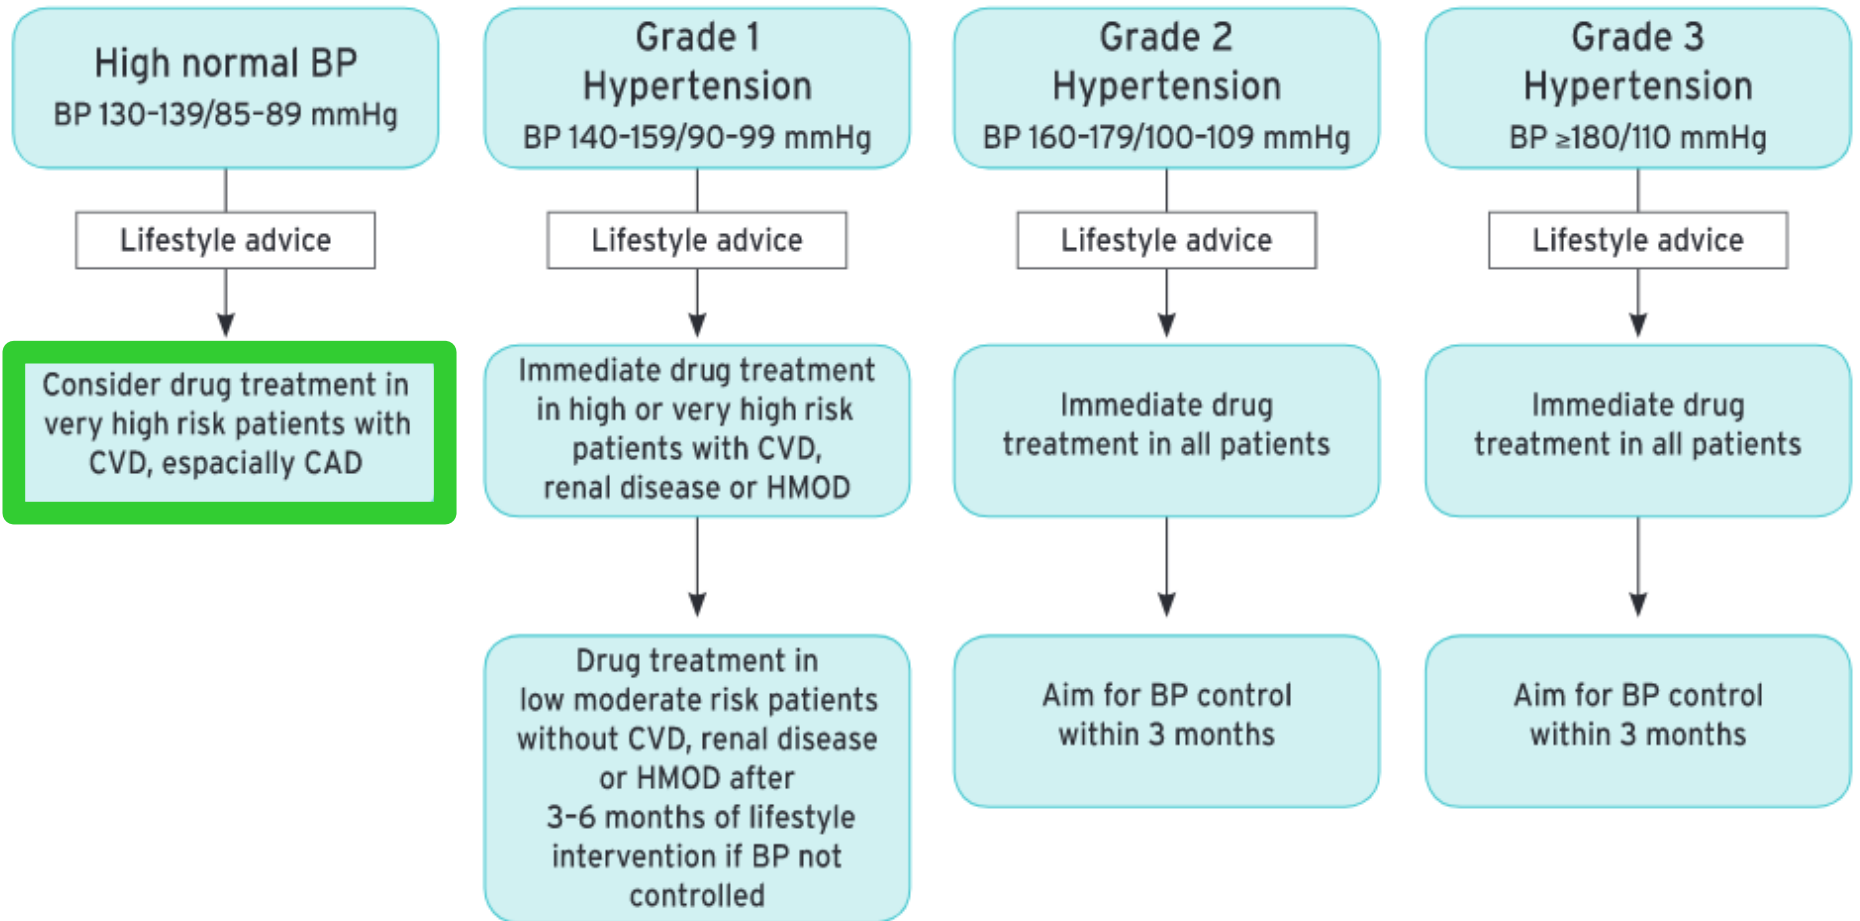 High normal BP
BP 130-139/85-89 mmHg
Lifestyle advice
Consider drug treatment in
very high risk patients with
CVD, espacially CAD
Grade 1
Hypertension
BP 140-159/90-99 mmHg
Lifestyle advice
Immediate drug treatment
in high or very high risk
patients with CVD,
renal disease or HMOD
Drug treatment in
low moderate risk patients
without CVD, renal disease
or HMOD after
3-6 months of lifestyle
intervention if BP not
controlled
Grade 2
Hypertension
BP 160-179/100-109 mmHg
Lifestyle advice
Immediate drug
treatment in all patients
Aim for BP control
within 3 months
Grade 3
Hypertension
BP ≥180/110 mmHg
Lifestyle advice
Immediate drug
treatment in all patients
Aim for BP control
within 3 months